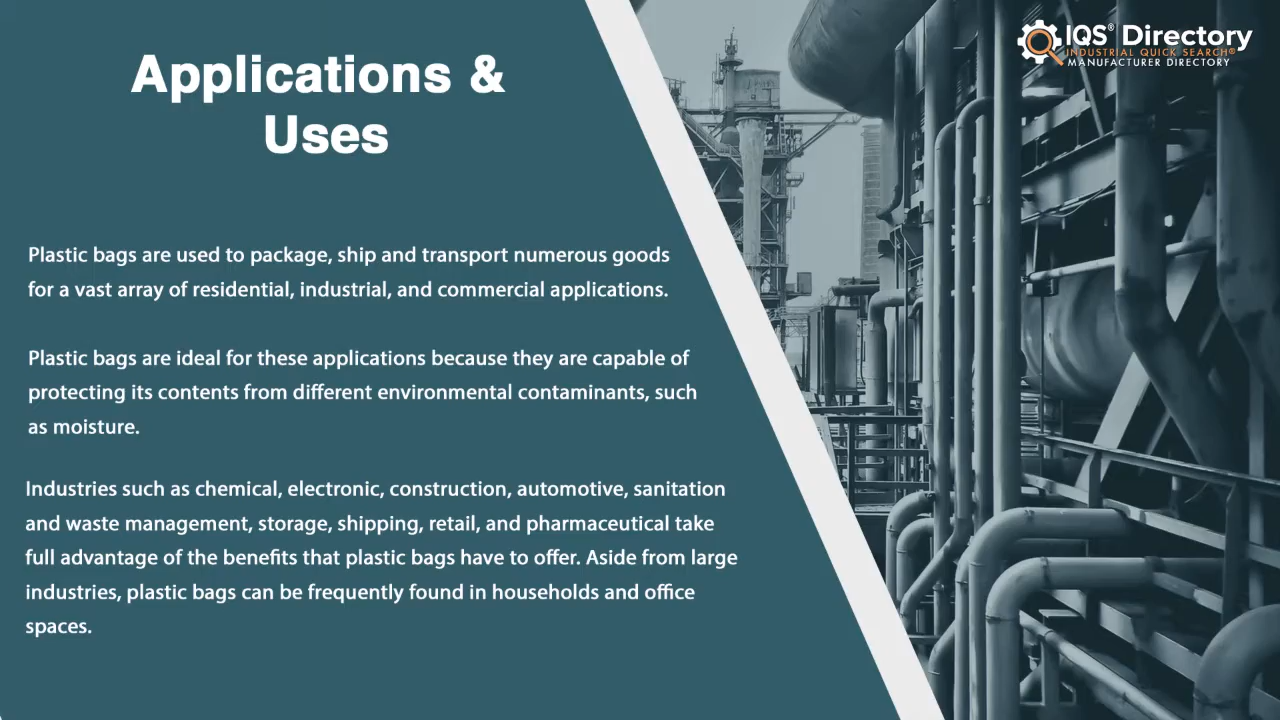 Applications &
Uses
IQS® Directory
INDUSTRIAL QUICK SEARCH®
MANUFACTURER DIRECTORY
Plastic bags are used to package, ship and transport numerous goods
for a vast array of residential, industrial, and commercial applications.
Plastic bags are ideal for these applications because they are capable of
protecting its contents from different environmental contaminants, such
as moisture.
Industries such as chemical, electronic, construction, automotive, sanitation
and waste management, storage, shipping, retail, and pharmaceutical take
full advantage of the benefits that plastic bags have to offer. Aside from large
industries, plastic bags can be frequently found in households and office
spaces.